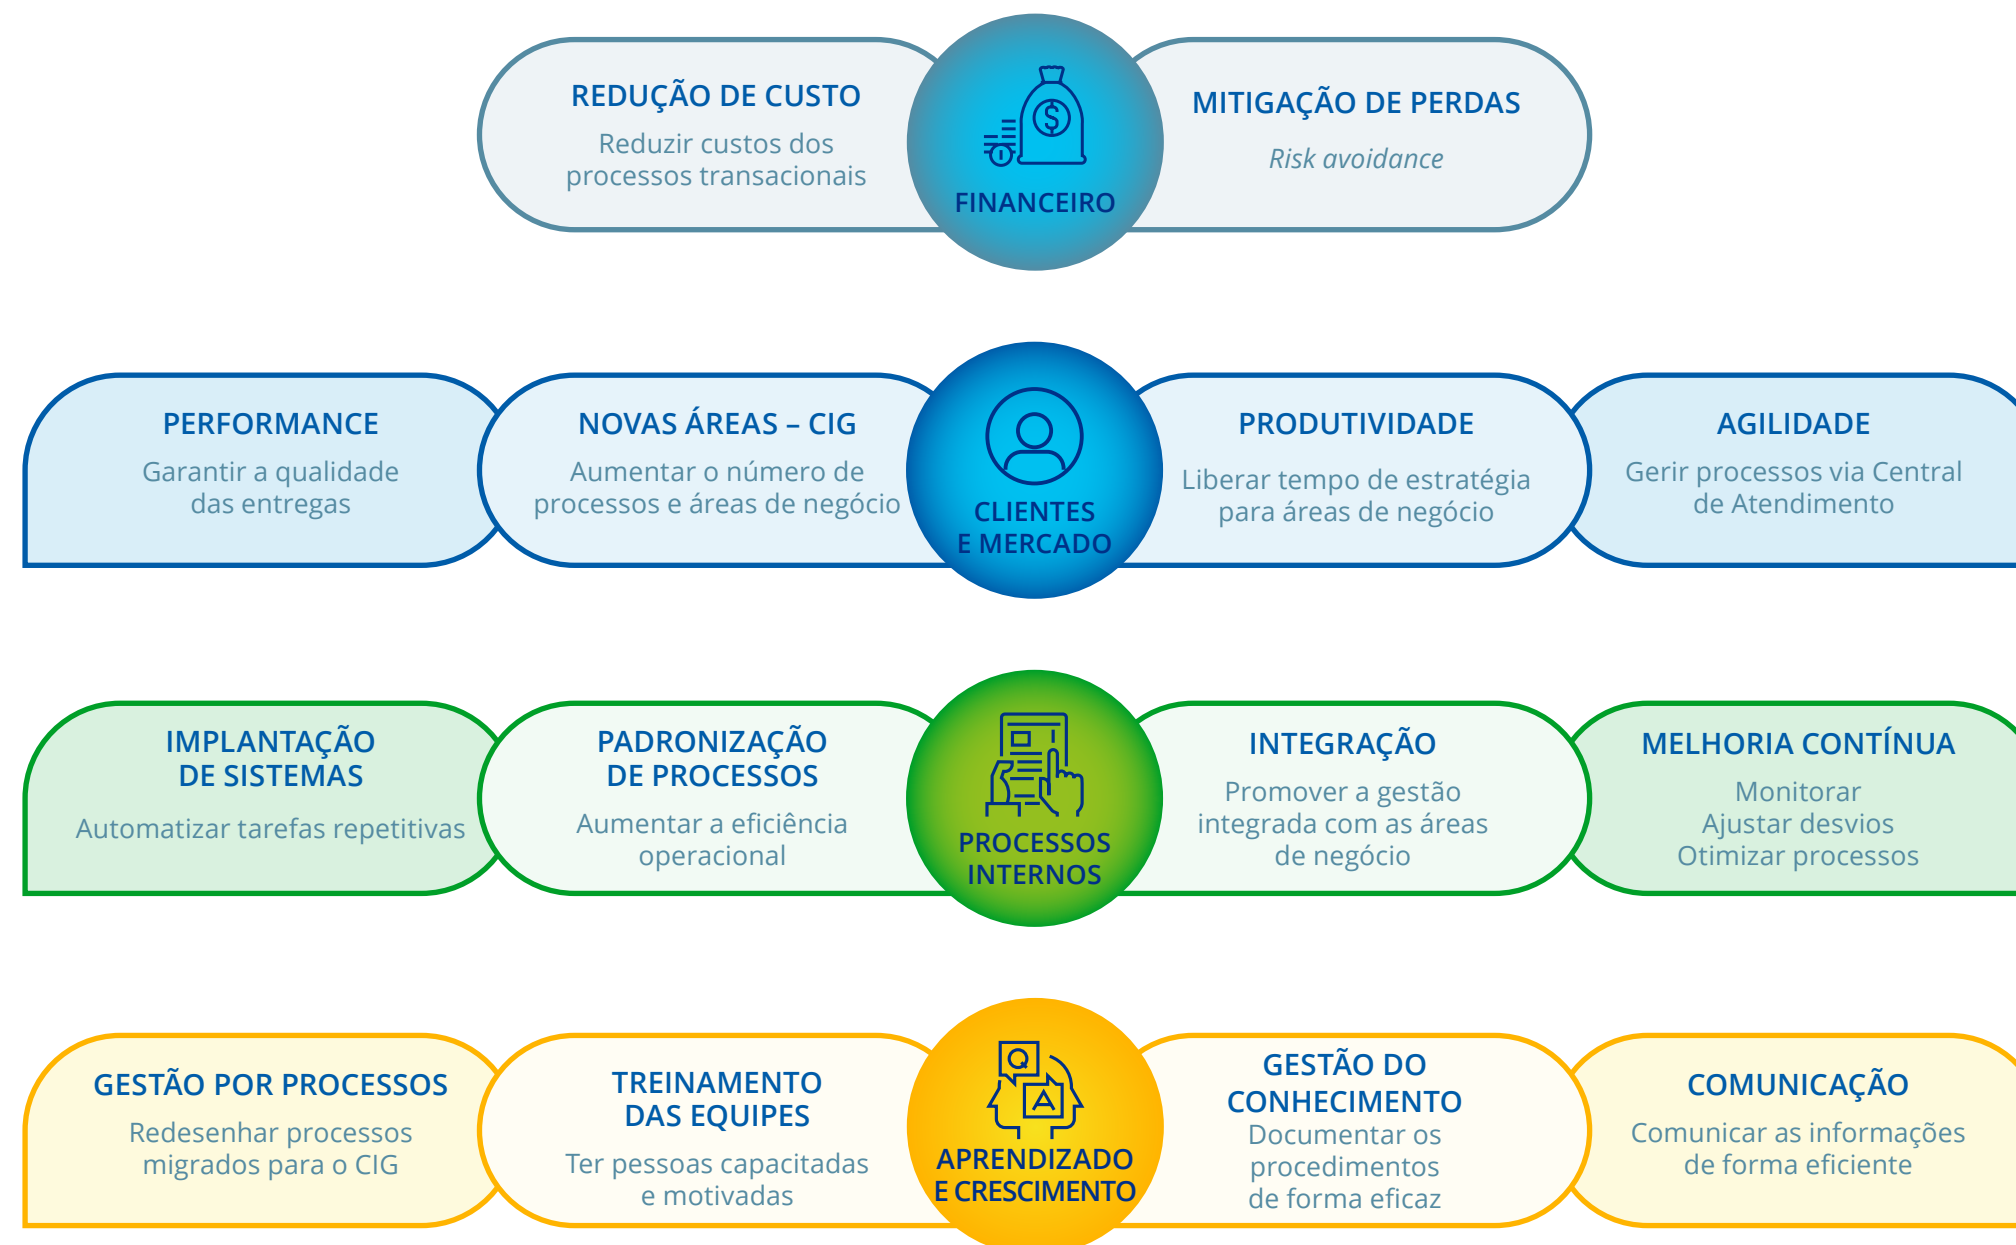 REDUÇÃO DE CUSTO
Reduzir custos dos
processos transacionais
FINANCEIRO
MITIGAÇÃO DE PERDAS
Risk avoidance
PERFORMANCE
Garantir a qualidade
das entregas
NOVAS ÁREAS – CIG
Aumentar o número de
processos e áreas de negócio
CLIENTES
E MERCADO
PRODUTIVIDADE
Liberar tempo de estratégia
para áreas de negócio
AGILIDADE
Gerir processos via Central
de Atendimento
IMPLANTAÇÃO
DE SISTEMAS
Automatizar tarefas repetitivas
PADRONIZAÇÃO
DE PROCESSOS
Aumentar a eficiência
operacional
PROCESSOS
INTERNOS
INTEGRAÇÃO
Promover a gestão
integrada com as áreas
de negócio
MELHORIA CONTÍNUA
Monitorar
Ajustar desvios
Otimizar processos
GESTÃO POR PROCESSOS
Redesenhar processos
migrados para o CIG
TREINAMENTO
DAS EQUIPES
Ter pessoas capacitadas
e motivadas
Q
A
APRENDIZADO
E CRESCIMENTO
GESTÃO DO
CONHECIMENTO
Documentar os
procedimentos
de forma eficaz
COMUNICAÇÃO
Comunicar as informações
de forma eficiente